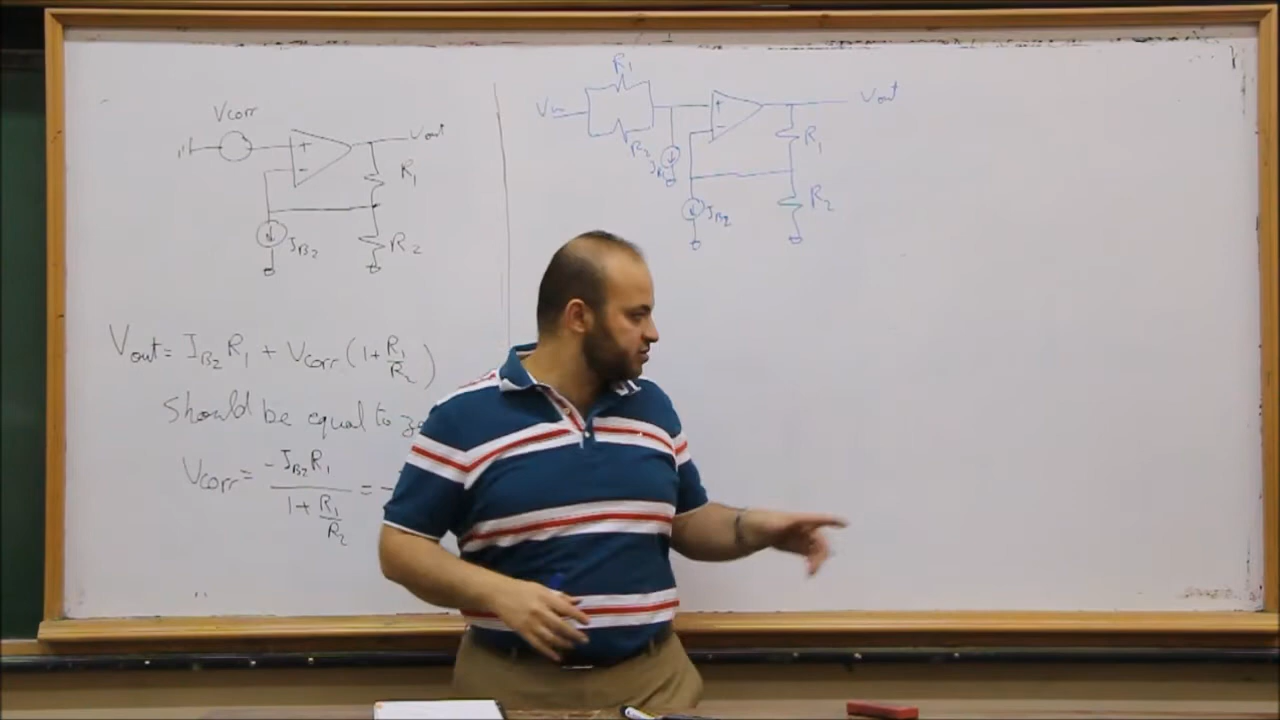 Vcorr
+
-
Vout
R1
IB2
R2
Vout = IB2 R1 + Vcorr (1 + R1/R2)
Should be equal to
Vcorr = -IB2 R1 / (1 + R1/R2) = -
R1
Vin
R2
IB1
+
-
Vout
R1
IB2
R2